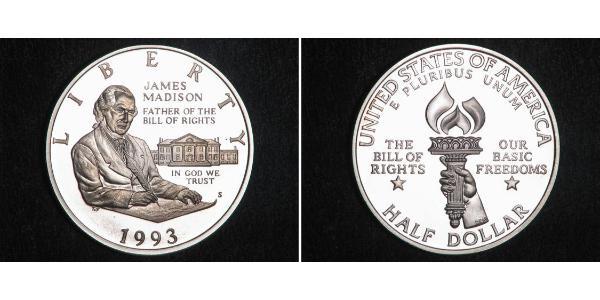 LIBERTY
JAMES
MADISON
FATHER OF THE
BILL OF RIGHTS
IN GOD WE
TRUST
S
1993
UNITED STATES OF AMERICA
E PLURIBUS UNUM
THE
BILL OF
RIGHTS
OUR
BASIC
FREEDOMS
HALF DOLLAR